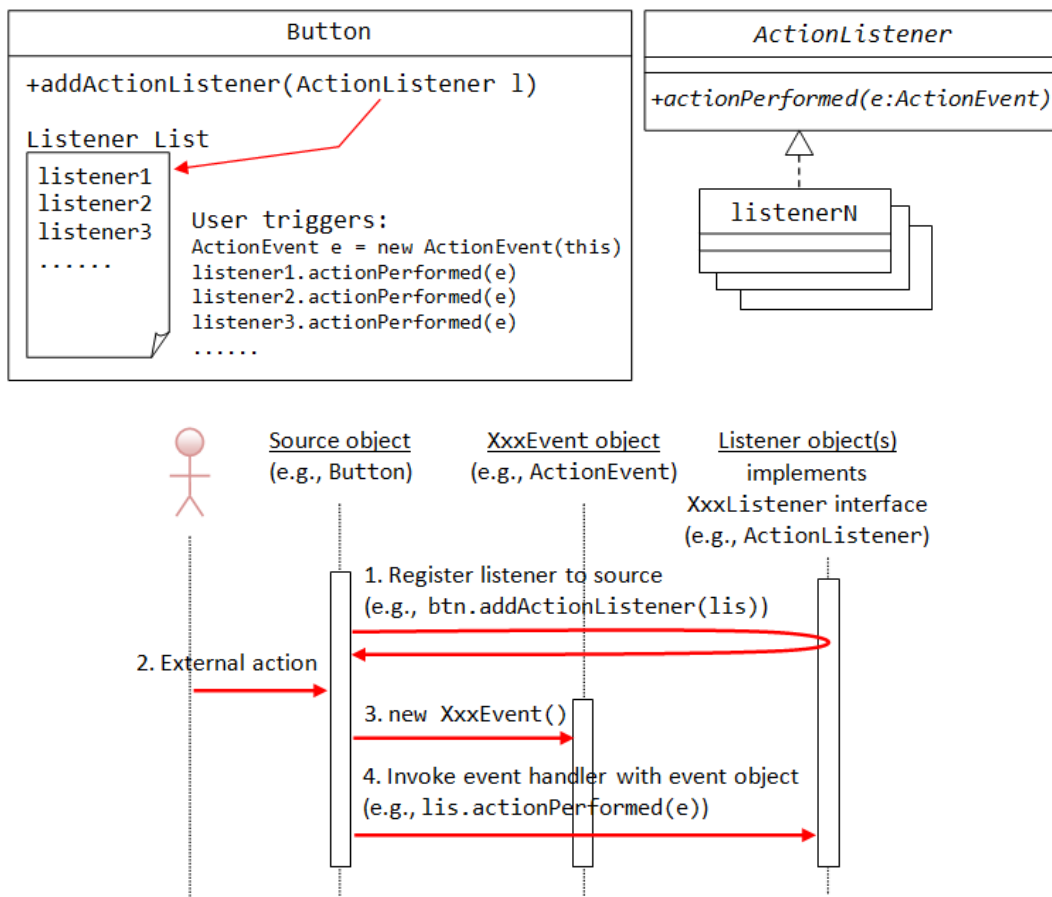 Button
+addActionListener(ActionListener l)
Listener List
listener1
listener2
listener3
......
User triggers:
ActionEvent e = new ActionEvent(this)
listener1.actionPerformed(e)
listener2.actionPerformed(e)
listener3.actionPerformed(e)
......
ActionListener
+actionPerformed(e:ActionEvent)
listenerN
Source object
(e.g., Button)
XxxEvent object
(e.g., ActionEvent)
Listener object(s)
implements
XxxListener interface
(e.g., ActionListener)
1. Register listener to source
(e.g., btn.addActionListener(lis))
2. External action
3. new XxxEvent()
4. Invoke event handler with event object
(e.g., lis.actionPerformed(e))